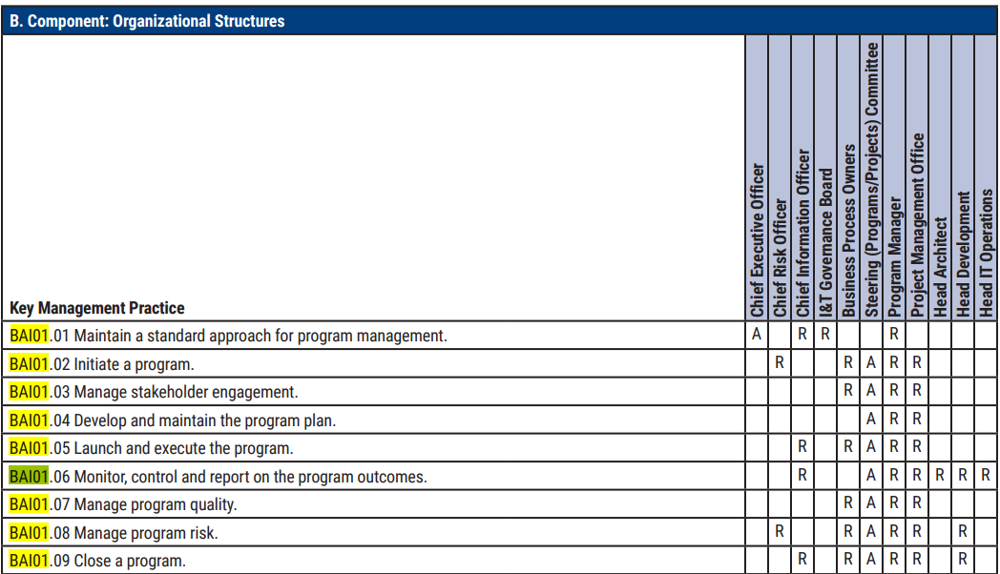 B. Component: Organizational Structures
Key Management Practice
Chief Executive Officer
Chief Risk Officer
Chief Information Officer
I&T Governance Board
Business Process Owners
Steering (Programs/Projects) Committee
Program Manager
Project Management Office
Head Architect
Head Development
Head IT Operations
BAI01.01 Maintain a standard approach for program management. A R R R
BAI01.02 Initiate a program. R R A R R
BAI01.03 Manage stakeholder engagement. R A R R
BAI01.04 Develop and maintain the program plan. A R R
BAI01.05 Launch and execute the program. R R A R R
BAI01.06 Monitor, control and report on the program outcomes. R A R R R R R
BAI01.07 Manage program quality. R A R R
BAI01.08 Manage program risk. R R A R R R
BAI01.09 Close a program. R R A R R R